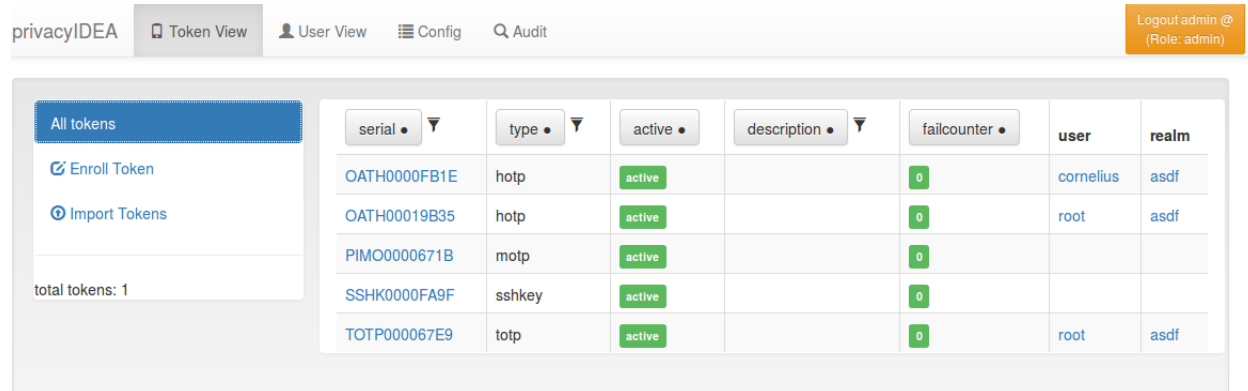 privacyIDEA Token View User View Config Audit Logout admin @
(Role: admin)
All tokens
Enroll Token
Import Tokens
total tokens: 1
serial ● type ● active ● description ● failcounter ● user realm
OATH0000FB1E hotp active 0 cornelius asdf
OATH00019B35 hotp active 0 root asdf
PIMO0000671B motp active 0
SSHK0000FA9F sshkey active 0
TOTP000067E9 totp active 0 root asdf